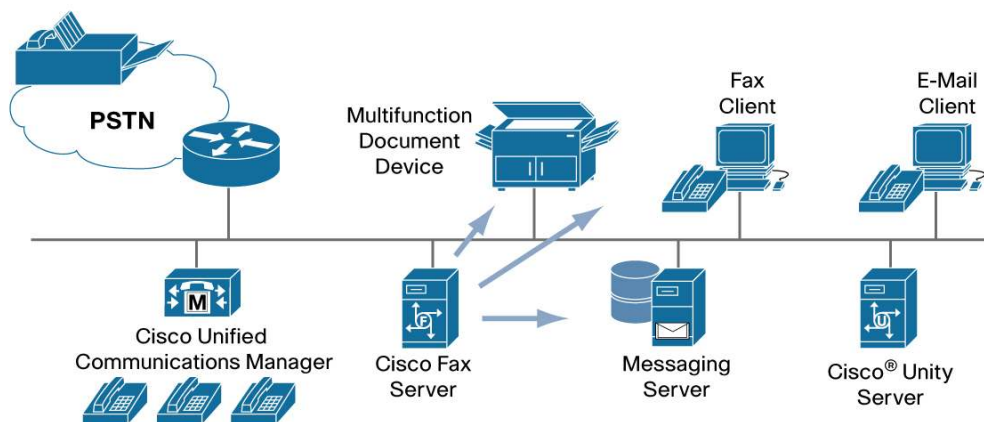 PSTN
Multifunction
Document
Device
Fax
Client
E-Mail
Client
M
Cisco Unified
Communications Manager
F
Cisco Fax
Server
Messaging
Server
U
Cisco® Unity
Server